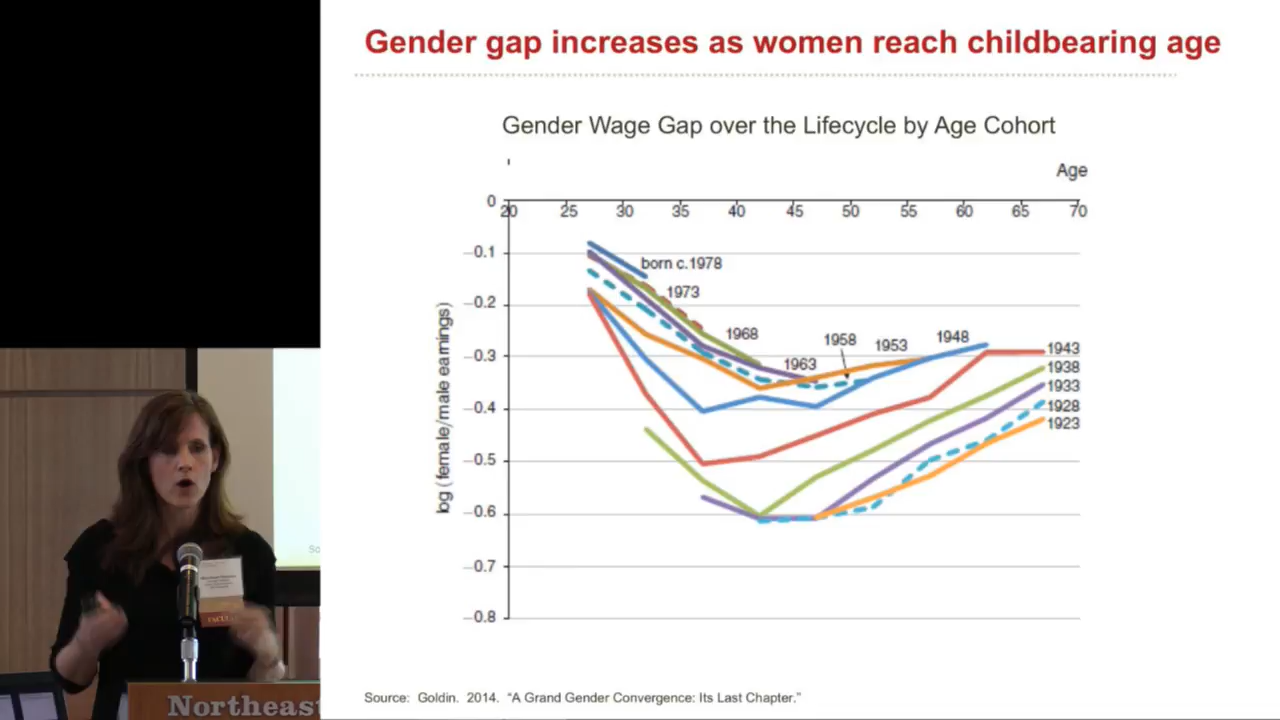 Gender gap increases as women reach childbearing age
Gender Wage Gap over the Lifecycle by Age Cohort
Age
0
20 25 30 35 40 45 50 55 60 65 70
–0.1
–0.2
–0.3
–0.4
–0.5
–0.6
–0.7
–0.8
log (female/male earnings)
born c.1978
1973
1968
1963
1958
1953
1948
1943
1938
1933
1928
1923
Source: Goldin. 2014. “A Grand Gender Convergence: Its Last Chapter.”
So
FACUL
Northeast